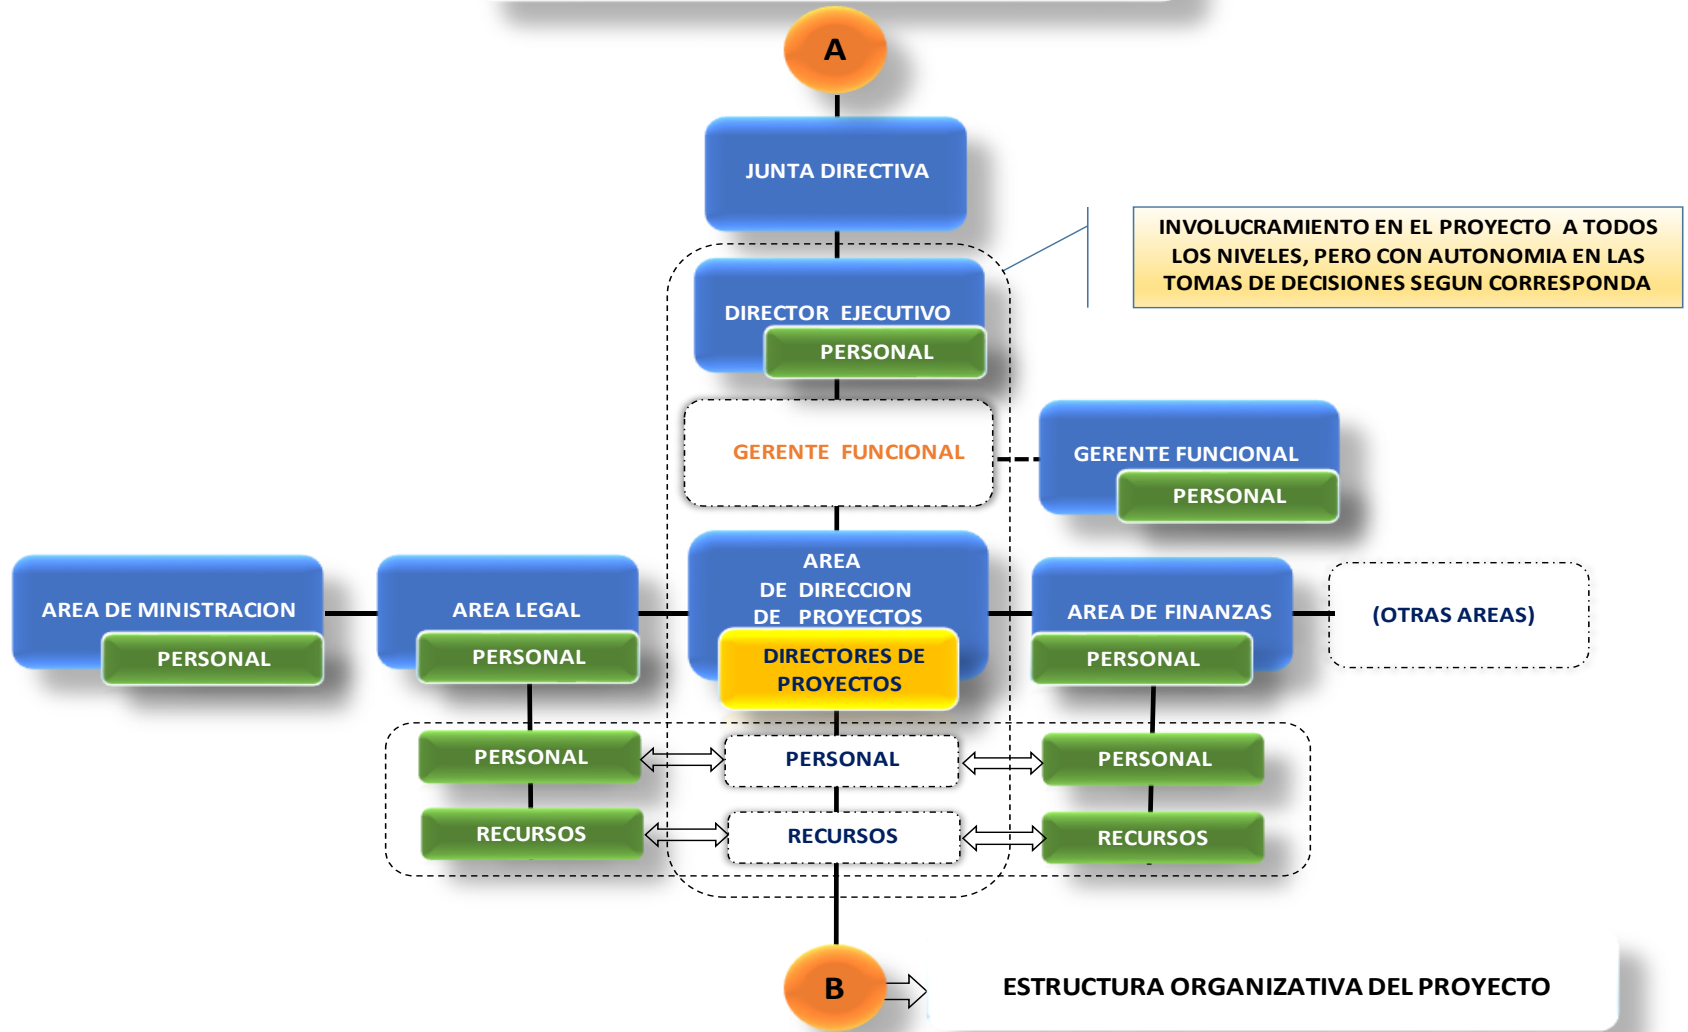 A
JUNTA DIRECTIVA
INVOLUCRAMIENTO EN EL PROYECTO A TODOS
LOS NIVELES, PERO CON AUTONOMIA EN LAS
TOMAS DE DECISIONES SEGUN CORRESPONDA
DIRECTOR EJECUTIVO
PERSONAL
GERENTE FUNCIONAL
GERENTE FUNCIONAL
PERSONAL
AREA DE MINISTRACION
PERSONAL
AREA LEGAL
PERSONAL
AREA
DE DIRECCION
DE PROYECTOS
DIRECTORES DE
PROYECTOS
AREA DE FINANZAS
PERSONAL
(OTRAS AREAS)
PERSONAL
PERSONAL
PERSONAL
RECURSOS
RECURSOS
RECURSOS
B
ESTRUCTURA ORGANIZATIVA DEL PROYECTO